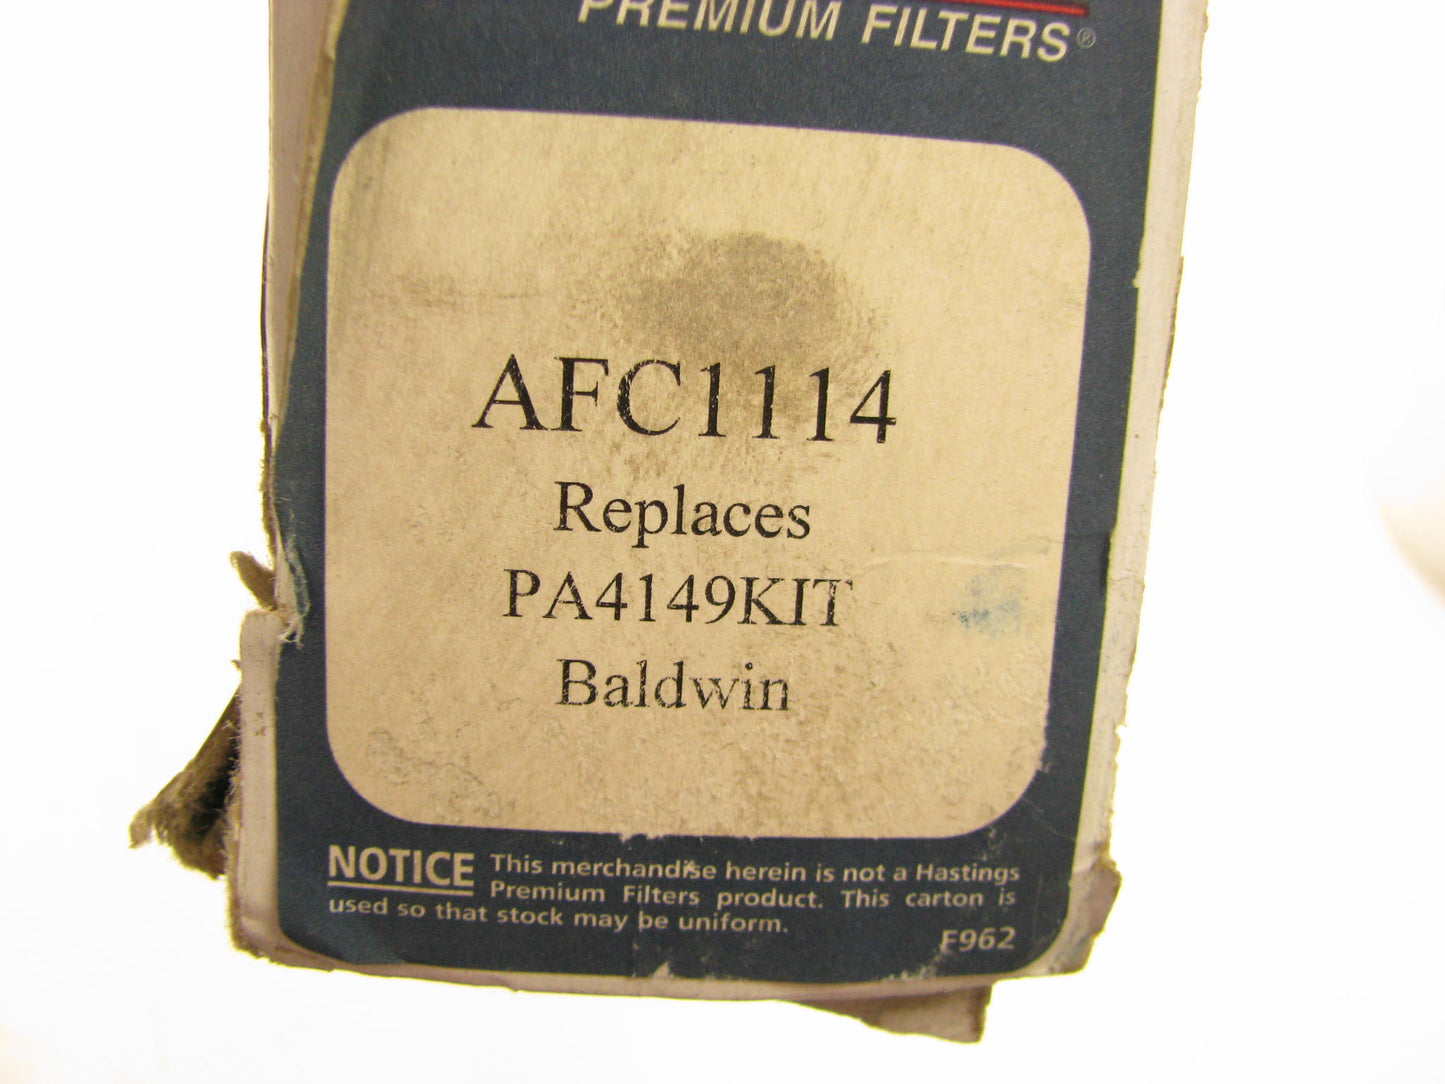 PREMIUM FILTERS®
AFC1114
Replaces
PA4149KIT
Baldwin
NOTICE This merchandise herein is not a Hastings
Premium Filters product. This carton is
used so that stock may be uniform.
F962